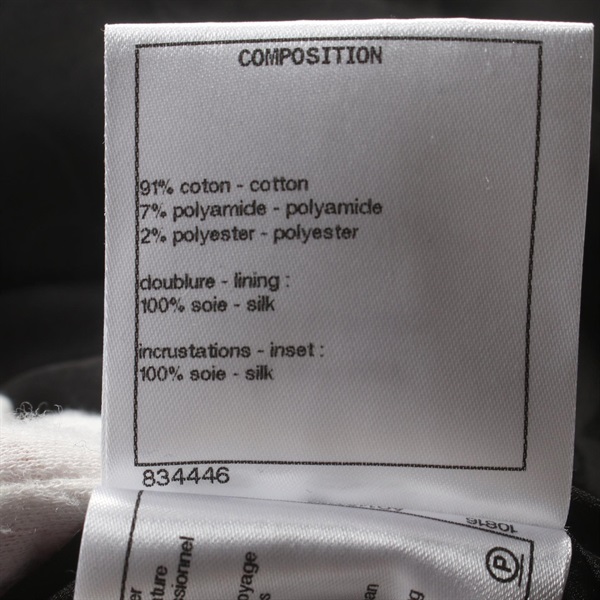 COMPOSITION
91% coton - cotton
7% polyamide - polyamide
2% polyester - polyester
doublure - lining :
100% soie - silk
incrustations - inset :
100% soie - silk
834446
10816
P